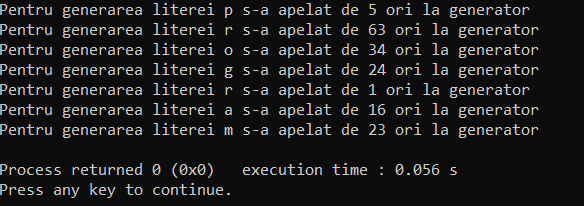 Pentru generarea literei p s-a apelat de 5 ori la generator
Pentru generarea literei r s-a apelat de 63 ori la generator
Pentru generarea literei o s-a apelat de 34 ori la generator
Pentru generarea literei g s-a apelat de 24 ori la generator
Pentru generarea literei r s-a apelat de 1 ori la generator
Pentru generarea literei a s-a apelat de 16 ori la generator
Pentru generarea literei m s-a apelat de 23 ori la generator
Process returned 0 (0x0)   execution time : 0.056 s
Press any key to continue.